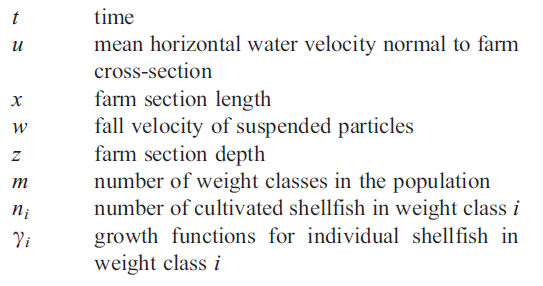 t time
u mean horizontal water velocity normal to farm
cross-section
x farm section length
w fall velocity of suspended particles
z farm section depth
m number of weight classes in the population
nᵢ number of cultivated shellfish in weight class i
γᵢ growth functions for individual shellfish in
weight class i